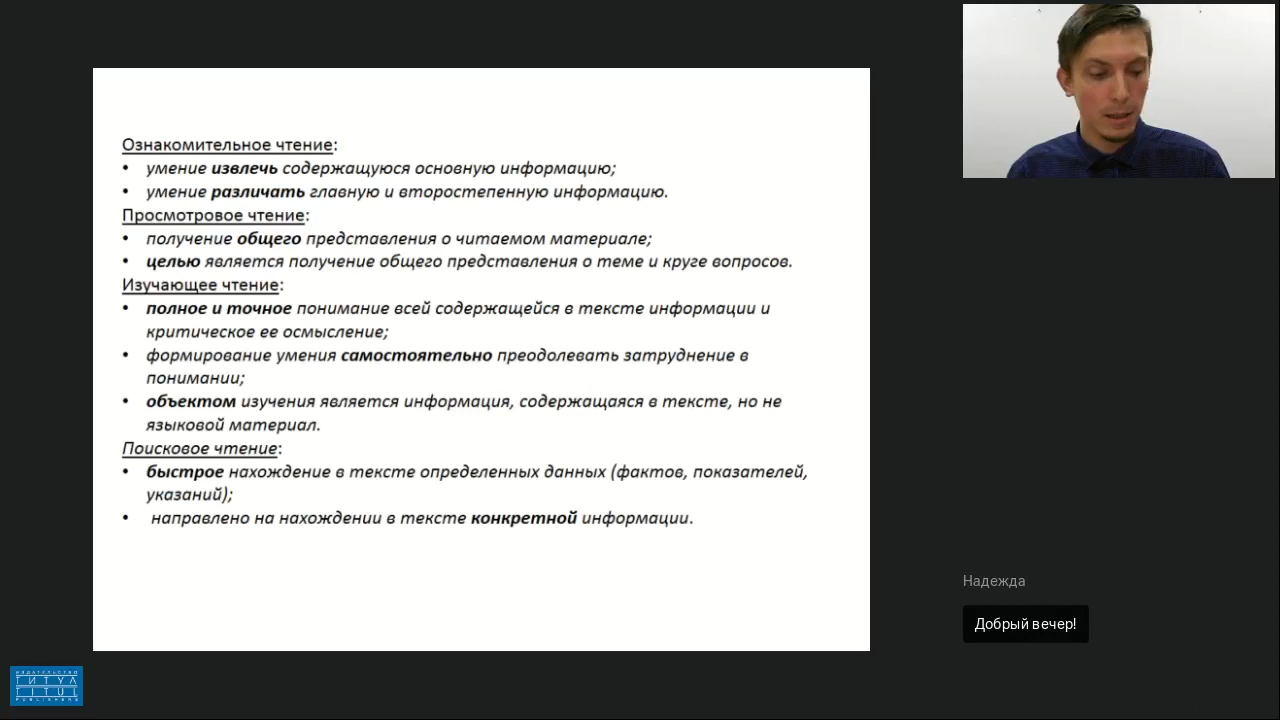 Ознакомительное чтение:
• умение извлечь содержащуюся основную информацию;
• умение различать главную и второстепенную информацию.
Просмотровое чтение:
• получение общего представления о читаемом материале;
• целью является получение общего представления о теме и круге вопросов.
Изучающее чтение:
• полное и точное понимание всей содержащейся в тексте информации и
критическое ее осмысление;
• формирование умения самостоятельно преодолевать затруднение в
понимании;
• объектом изучения является информация, содержащаяся в тексте, но не
языковой материал.
Поисковое чтение:
• быстрое нахождение в тексте определенных данных (фактов, показателей,
указаний);
• направлено на нахождении в тексте конкретной информации.
Надежда
Добрый вечер!
ИЗДАТЕЛЬСТВО
ТИТУЛ
TITUL
PUBLISHERS